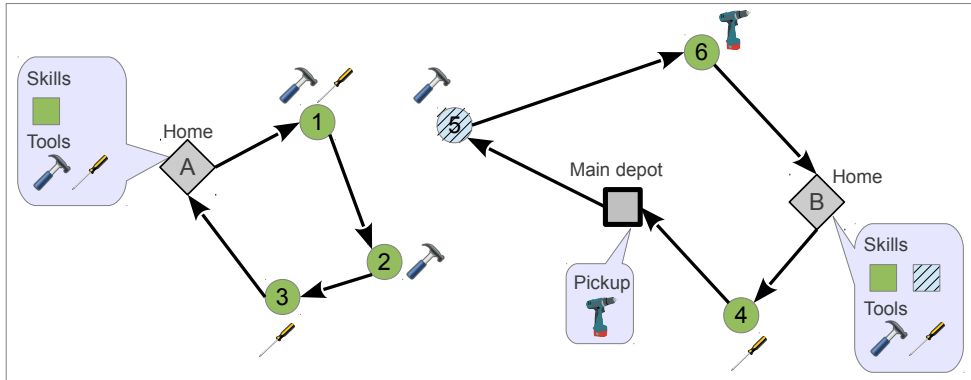 Skills
Tools
Home
A
1
2
3
5
6
Main depot
Pickup
4
Home
B
Skills
Tools